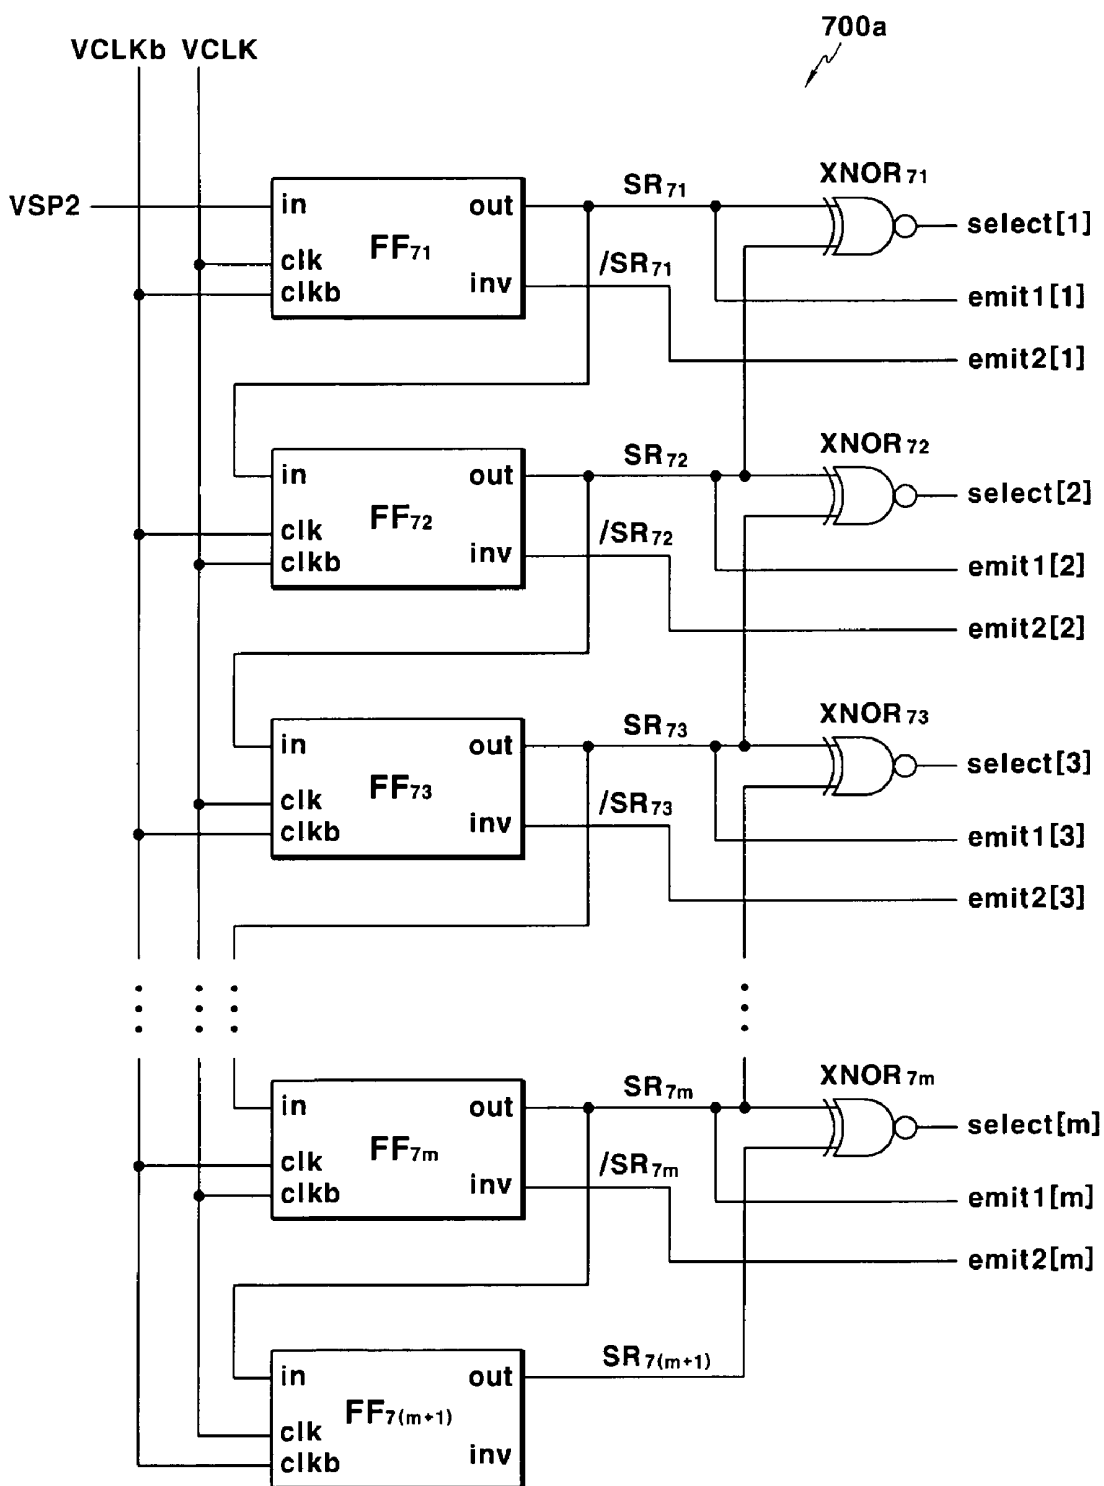 700a
VCLKb VCLK
VSP2
in
out
clk
clkb
FF71
inv
SR71
/SR71
XNOR71
select[1]
emit1[1]
emit2[1]
in
out
clk
clkb
FF72
inv
SR72
/SR72
XNOR72
select[2]
emit1[2]
emit2[2]
in
out
clk
clkb
FF73
inv
SR73
/SR73
XNOR73
select[3]
emit1[3]
emit2[3]
in
out
clk
clkb
FF7m
inv
SR7m
/SR7m
XNOR7m
select[m]
emit1[m]
emit2[m]
in
out
clk
clkb
FF7(m+1)
inv
SR7(m+1)